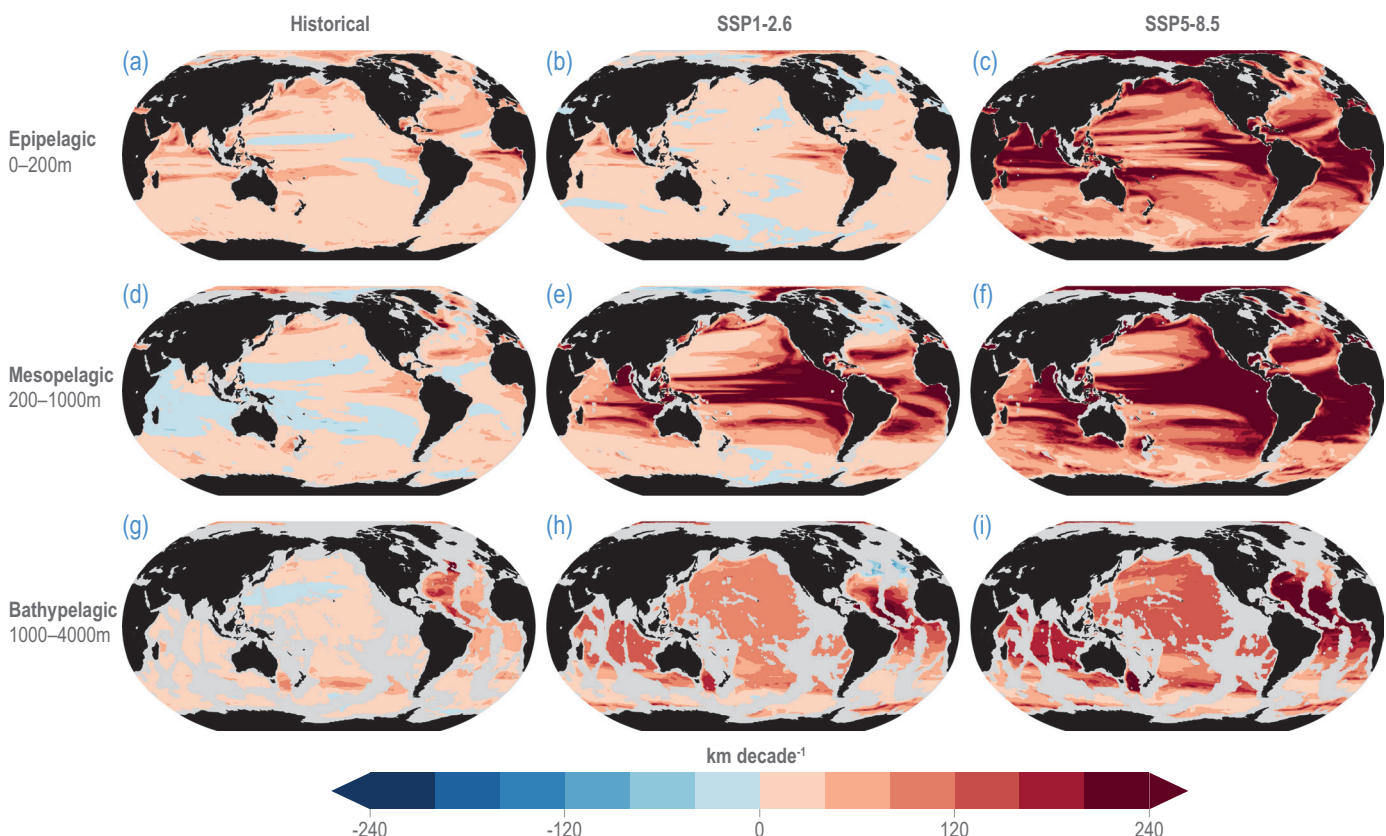 Historical
SSP1-2.6
SSP5-8.5
(a)
(b)
(c)
Epipelagic
0–200m
(d)
(e)
(f)
Mesopelagic
200–1000m
(g)
(h)
(i)
Bathypelagic
1000–4000m
km decade-1
-240
-120
0
120
240